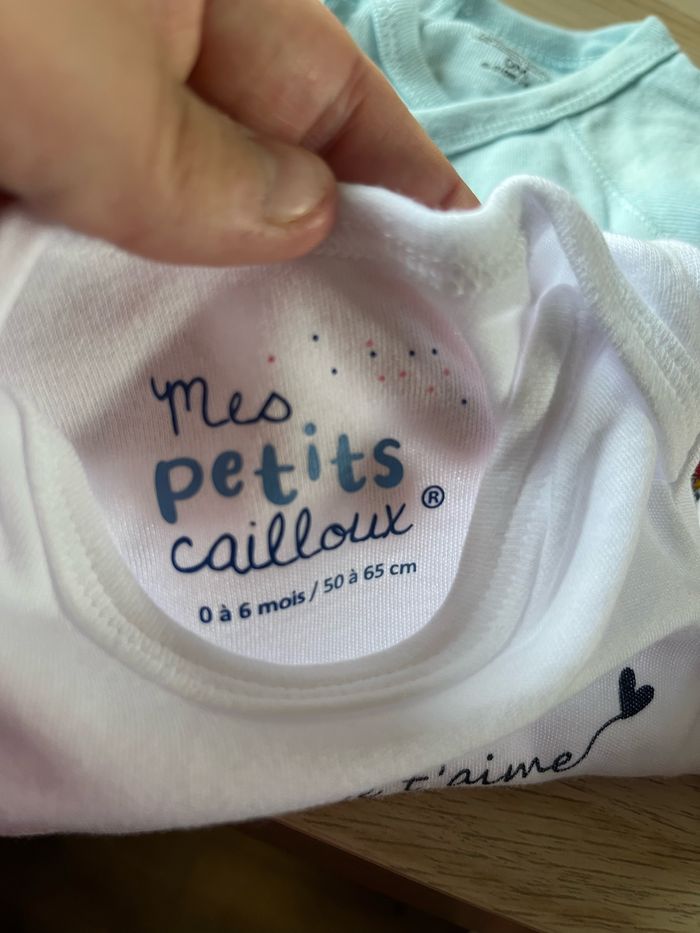 Mes
petits
cailloux®
0 à 6 mois / 50 à 65 cm
t'aime